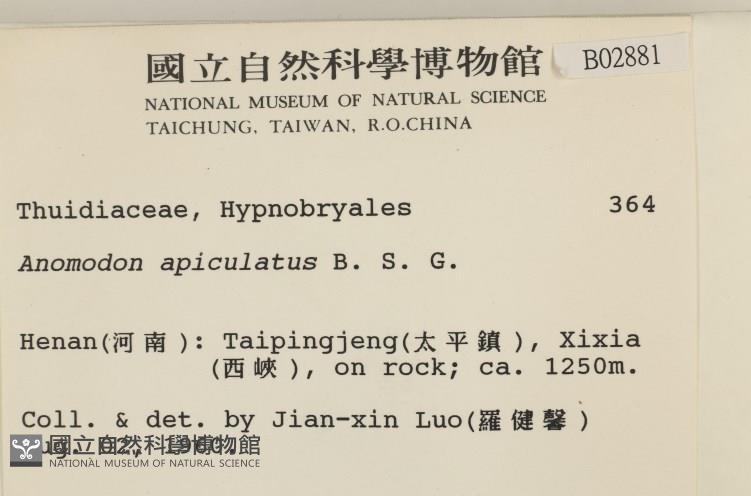 國立自然科學博物館
B02881
NATIONAL MUSEUM OF NATURAL SCIENCE
TAICHUNG, TAIWAN, R.O.CHINA
Thuidiaceae, Hypnobryales 364
Anomodon apiculatus B. S. G.
Henan(河南): Taipingjeng(太平鎮), Xixia
(西峽), on rock; ca. 1250m.
Coll. & det. by Jian-xin Luo(羅健馨)
國立自然科學博物館
NATIONAL MUSEUM OF NATURAL SCIENCE